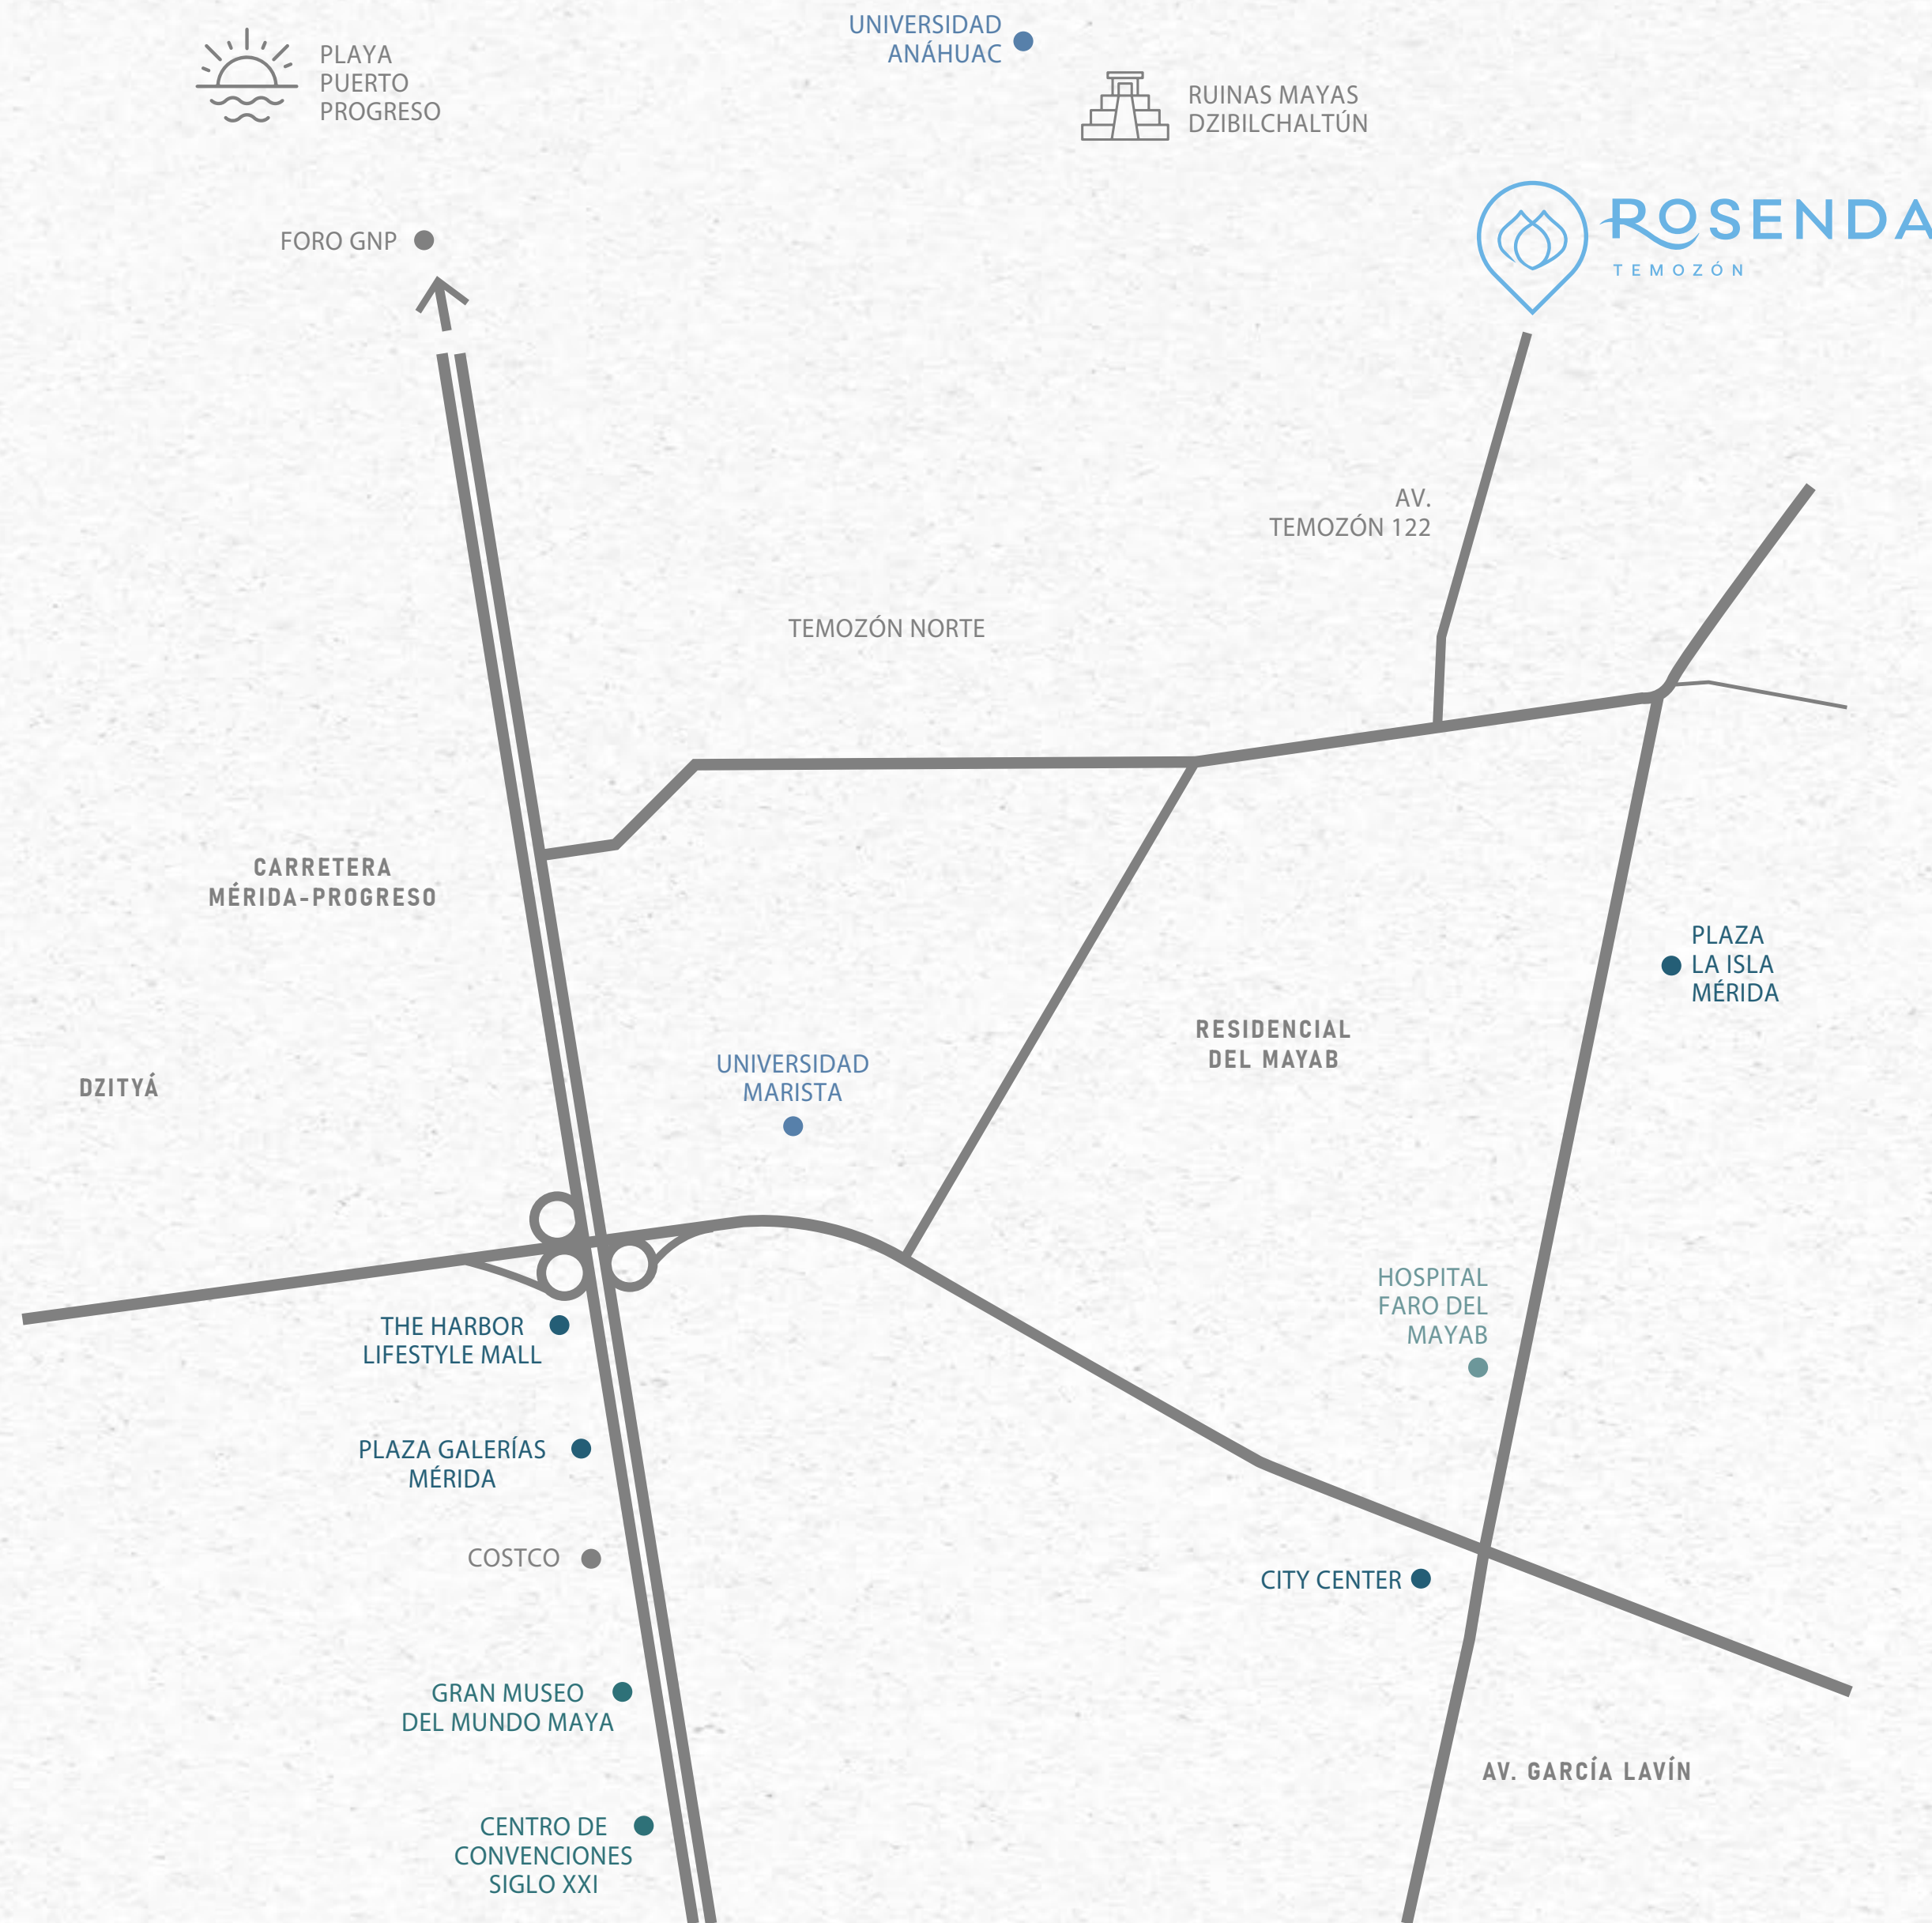 UNIVERSIDAD
ANÁHUAC
PLAYA
PUERTO
PROGRESO
RUINAS MAYAS
DZIBILCHALTÚN
ROSENDA
TEMOZÓN
FORO GNP
AV.
TEMOZÓN 122
TEMOZÓN NORTE
CARRETERA
MÉRIDA-PROGRESO
PLAZA
LA ISLA
MÉRIDA
RESIDENCIAL
DEL MAYAB
UNIVERSIDAD
MARISTA
DZITYÁ
HOSPITAL
FARO DEL
MAYAB
THE HARBOR
LIFESTYLE MALL
PLAZA GALERÍAS
MÉRIDA
COSTCO
CITY CENTER
GRAN MUSEO
DEL MUNDO MAYA
AV. GARCÍA LAVÍN
CENTRO DE
CONVENCIONES
SIGLO XXI